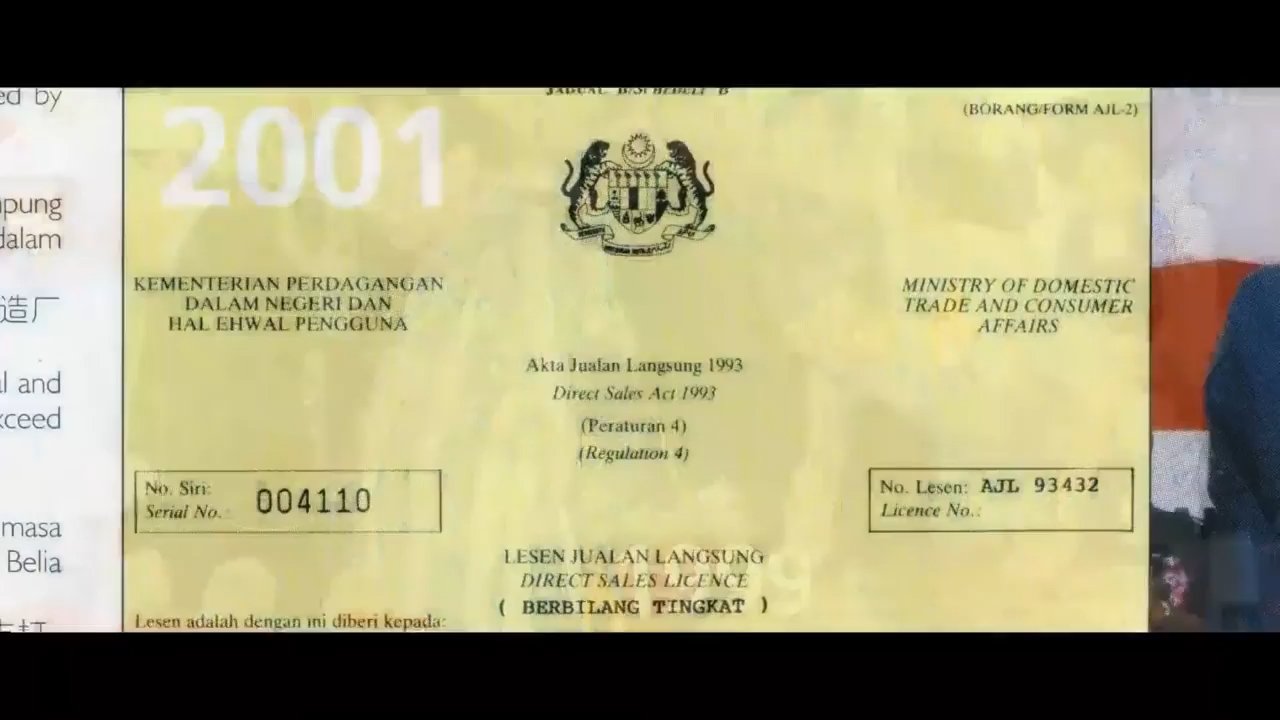 ed by
JADUAL B/SCHEDULE B
(BORANG/FORM AJL-2)
2001
dalam
KEMENTERIAN PERDAGANGAN
DALAM NEGERI DAN
HAL EHWAL PENGGUNA
MINISTRY OF DOMESTIC
TRADE AND CONSUMER
AFFAIRS
造厂
Akta Jualan Langsung 1993
Direct Sales Act 1993
l and
(Peraturan 4)
(Regulation 4)
No. Siri:
Serial No.:
004110
No. Lesen: AJL 93432
Licence No.:
masa
Belia
LESEN JUALAN LANGSUNG
DIRECT SALES LICENCE
( BERBILANG TINGKAT )
Lesen adalah dengan ini diberi kepada: